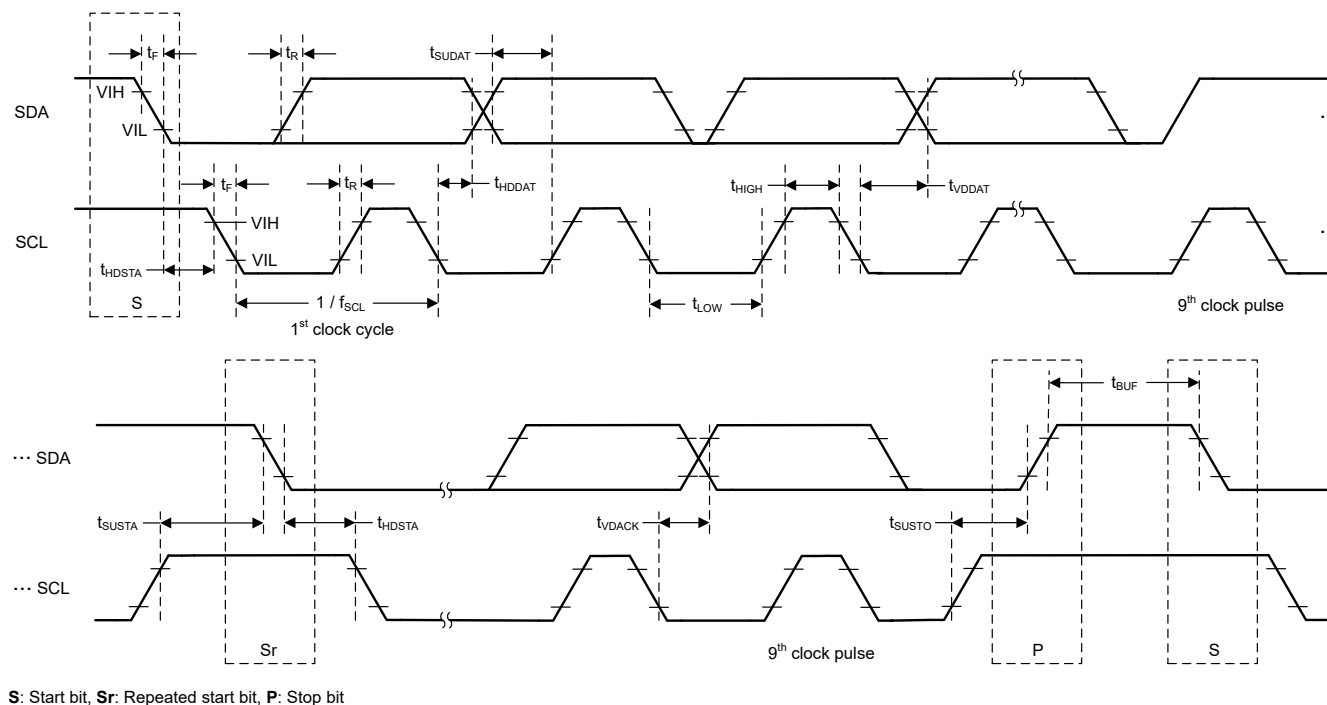 S
tF
tR
tSUDAT
VIH
SDA
VIL
tF
tR
tHDDAT
tHIGH
tVDDAT
VIH
SCL
VIL
tHDSTA
S
1 / fSCL
1st clock cycle
tLOW
9th clock pulse
tBUF
... SDA
tSUSTA
tHDSTA
tVDACK
tSUSTO
... SCL
Sr
9th clock pulse
P
S
S: Start bit, Sr: Repeated start bit, P: Stop bit